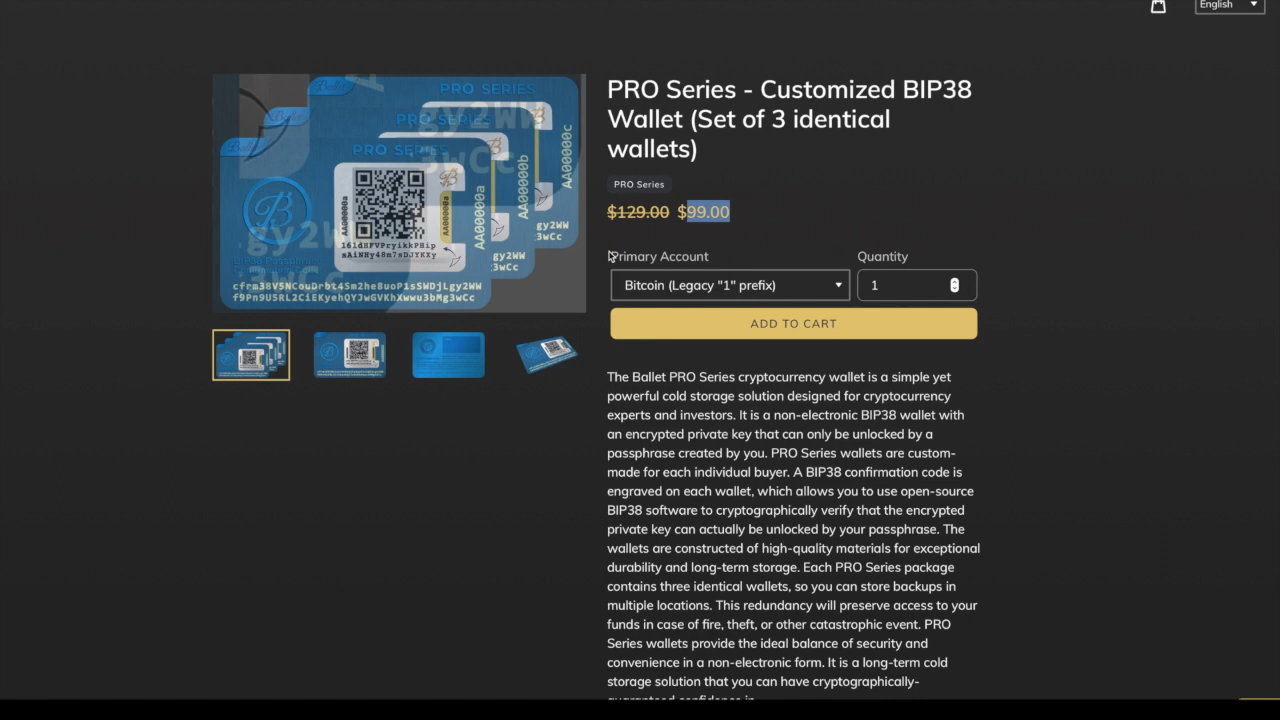 English
PRO Series - Customized BIP38
Wallet (Set of 3 identical
wallets)
PRO Series
$129.00 $99.00
Primary Account
Quantity
Bitcoin (Legacy "1" prefix)
1
ADD TO CART
The Ballet PRO Series cryptocurrency wallet is a simple yet
powerful cold storage solution designed for cryptocurrency
experts and investors. It is a non-electronic BIP38 wallet with
an encrypted private key that can only be unlocked by a
passphrase created by you. PRO Series wallets are custom-
made for each individual buyer. A BIP38 confirmation code is
engraved on each wallet, which allows you to use open-source
BIP38 software to cryptographically verify that the encrypted
private key can actually be unlocked by your passphrase. The
wallets are constructed of high-quality materials for exceptional
durability and long-term storage. Each PRO Series package
contains three identical wallets, so you can store backups in
multiple locations. This redundancy will preserve access to your
funds in case of fire, theft, or other catastrophic event. PRO
Series wallets provide the ideal balance of security and
convenience in a non-electronic form. It is a long-term cold
storage solution that you can have cryptographically-
PRO SERIES
PRO SERIES
PRO SERIES
AA00000a
AA00000a
AA00000a
AA00000b
AA00000c
gy2WW
3wCc
gy2WW
3wCc